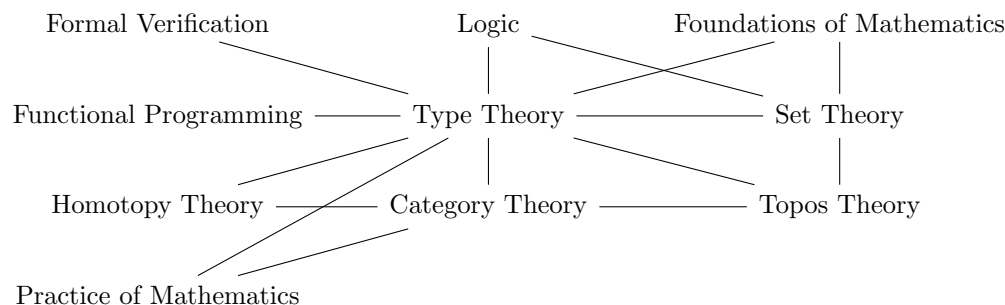 Formal Verification
Logic
Foundations of Mathematics
Functional Programming
Type Theory
Set Theory
Homotopy Theory
Category Theory
Topos Theory
Practice of Mathematics